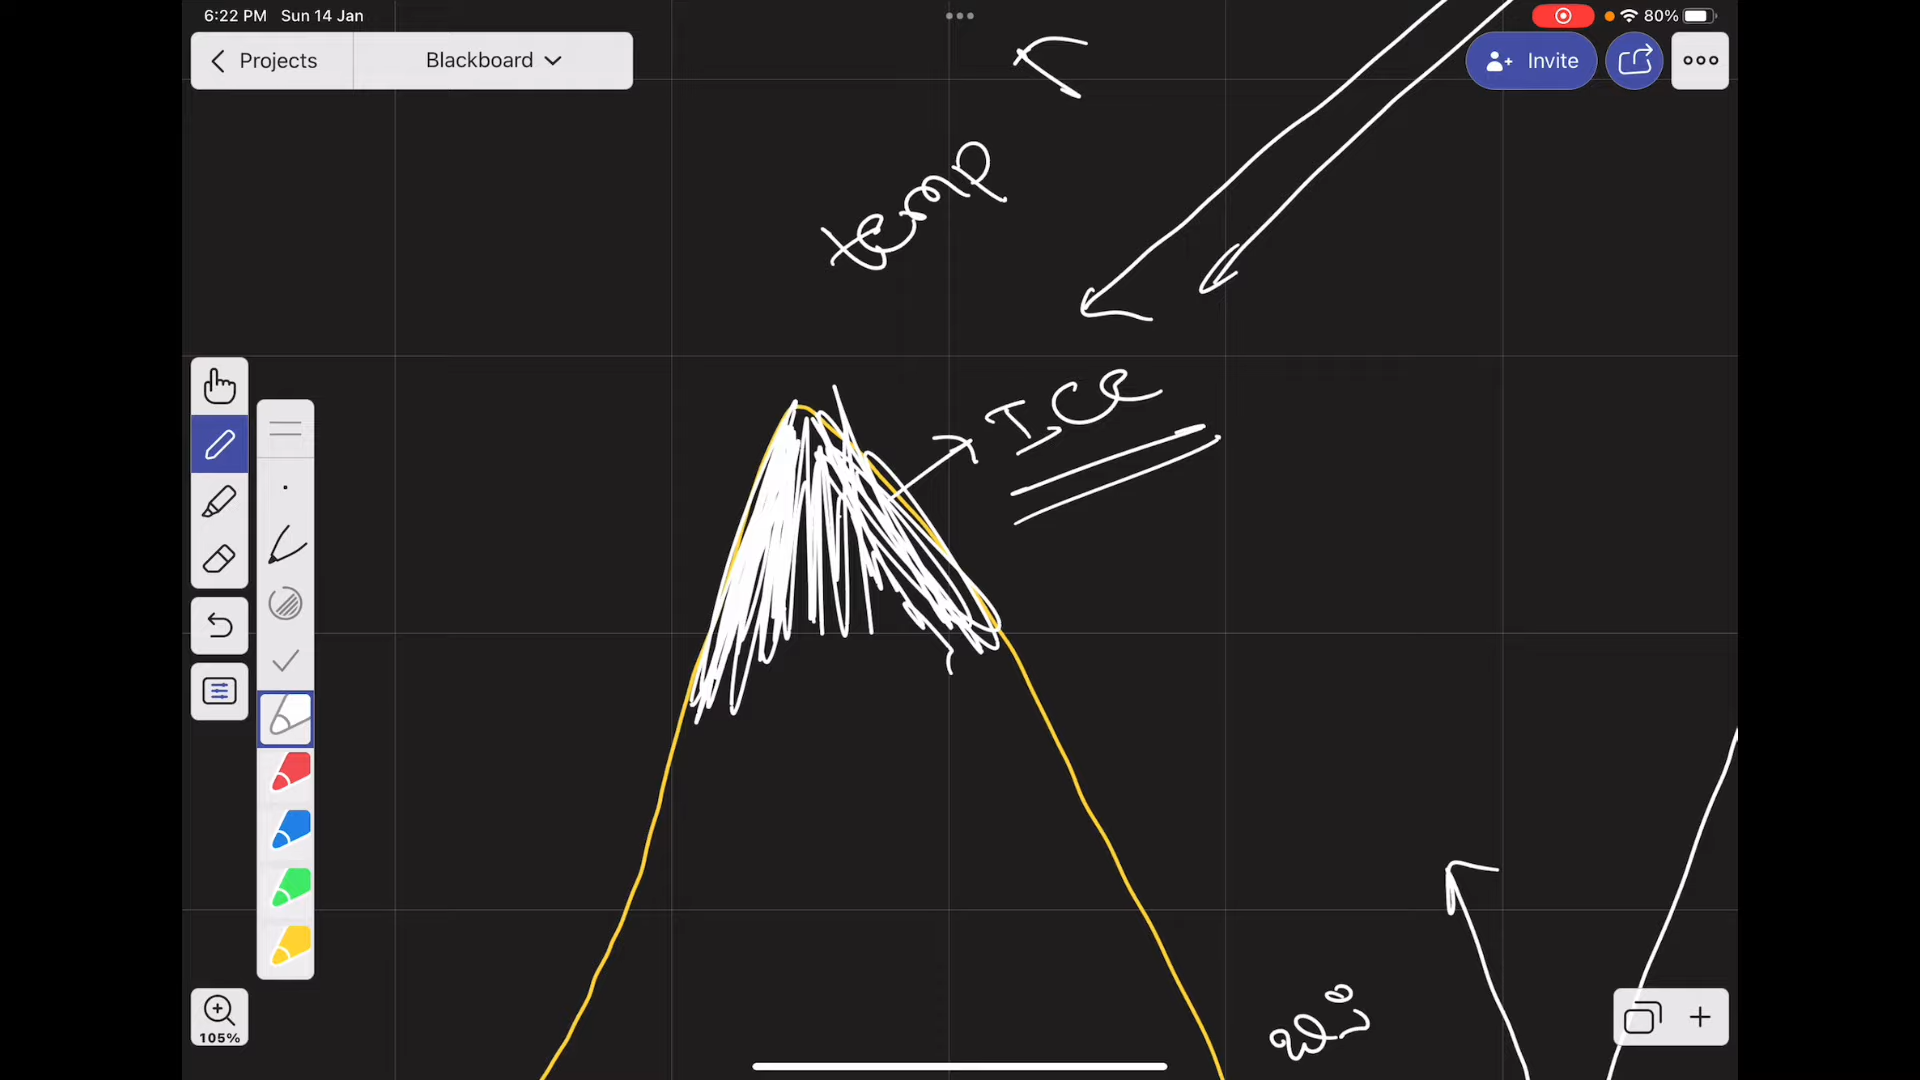 6:22 PM Sun 14 Jan
80%
Projects
Blackboard
Invite
temp
ICe
105%